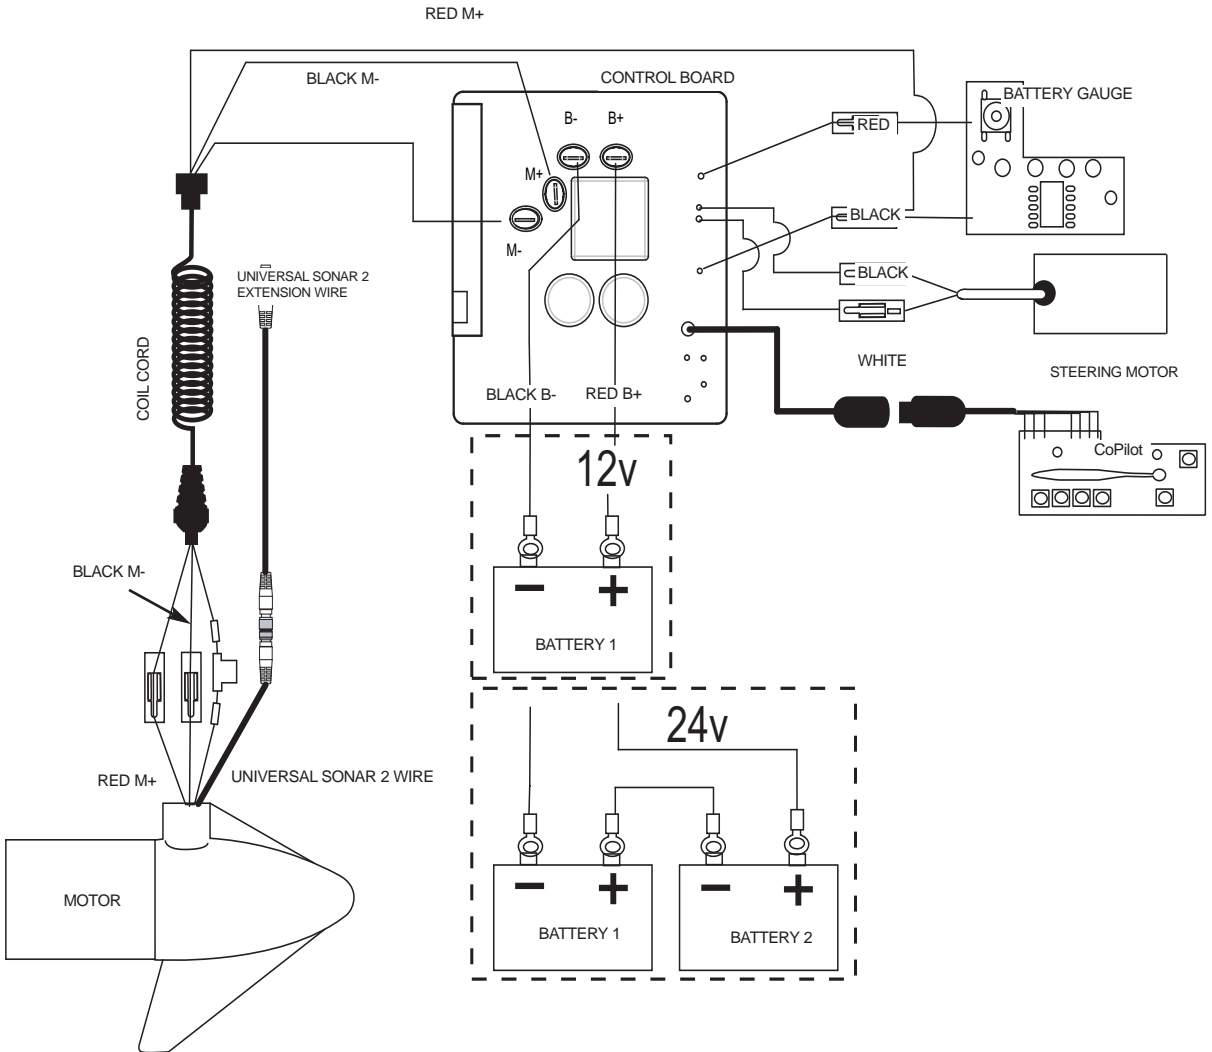 RED M+
BLACK M-
CONTROL BOARD
BATTERY GAUGE
B-
B+
RED
M+
BLACK
M-
UNIVERSAL SONAR 2
EXTENSION WIRE
BLACK
COIL CORD
WHITE
STEERING MOTOR
BLACK B-
RED B+
CoPilot
12v
BLACK M-
- +
BATTERY 1
24v
RED M+
UNIVERSAL SONAR 2 WIRE
- + - +
MOTOR
BATTERY 1
BATTERY 2